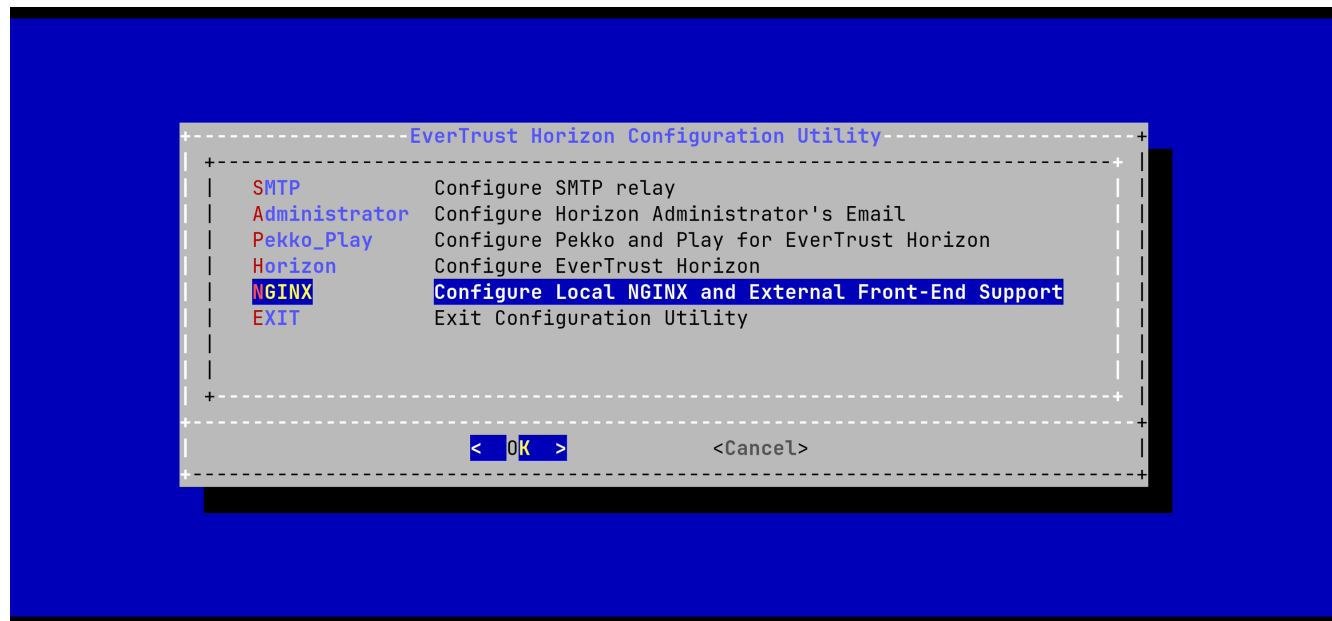 EverTrust Horizon Configuration Utility
SMTP Configure SMTP relay
Administrator Configure Horizon Administrator's Email
Pekko_Play Configure Pekko and Play for EverTrust Horizon
Horizon Configure EverTrust Horizon
NGINX Configure Local NGINX and External Front-End Support
EXIT Exit Configuration Utility
< OK > <Cancel>